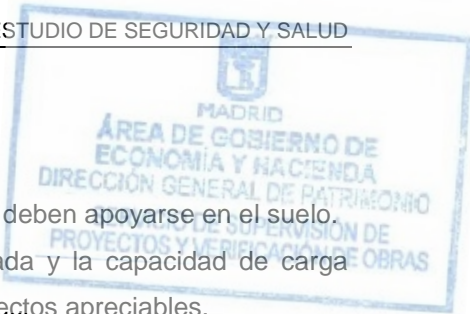 ESTUDIO DE SEGURIDAD Y SALUD
MADRID
ÁREA DE GOBIERNO DE
ECONOMÍA Y HACIENDA
DIRECCIÓN GENERAL DE PATRIMONIO
deben apoyarse en el suelo.
SERVICIO DE SUPERVISIÓN DE
PROYECTOS Y VERIFICACIÓN DE OBRAS
ada y la capacidad de carga
ectos apreciables.